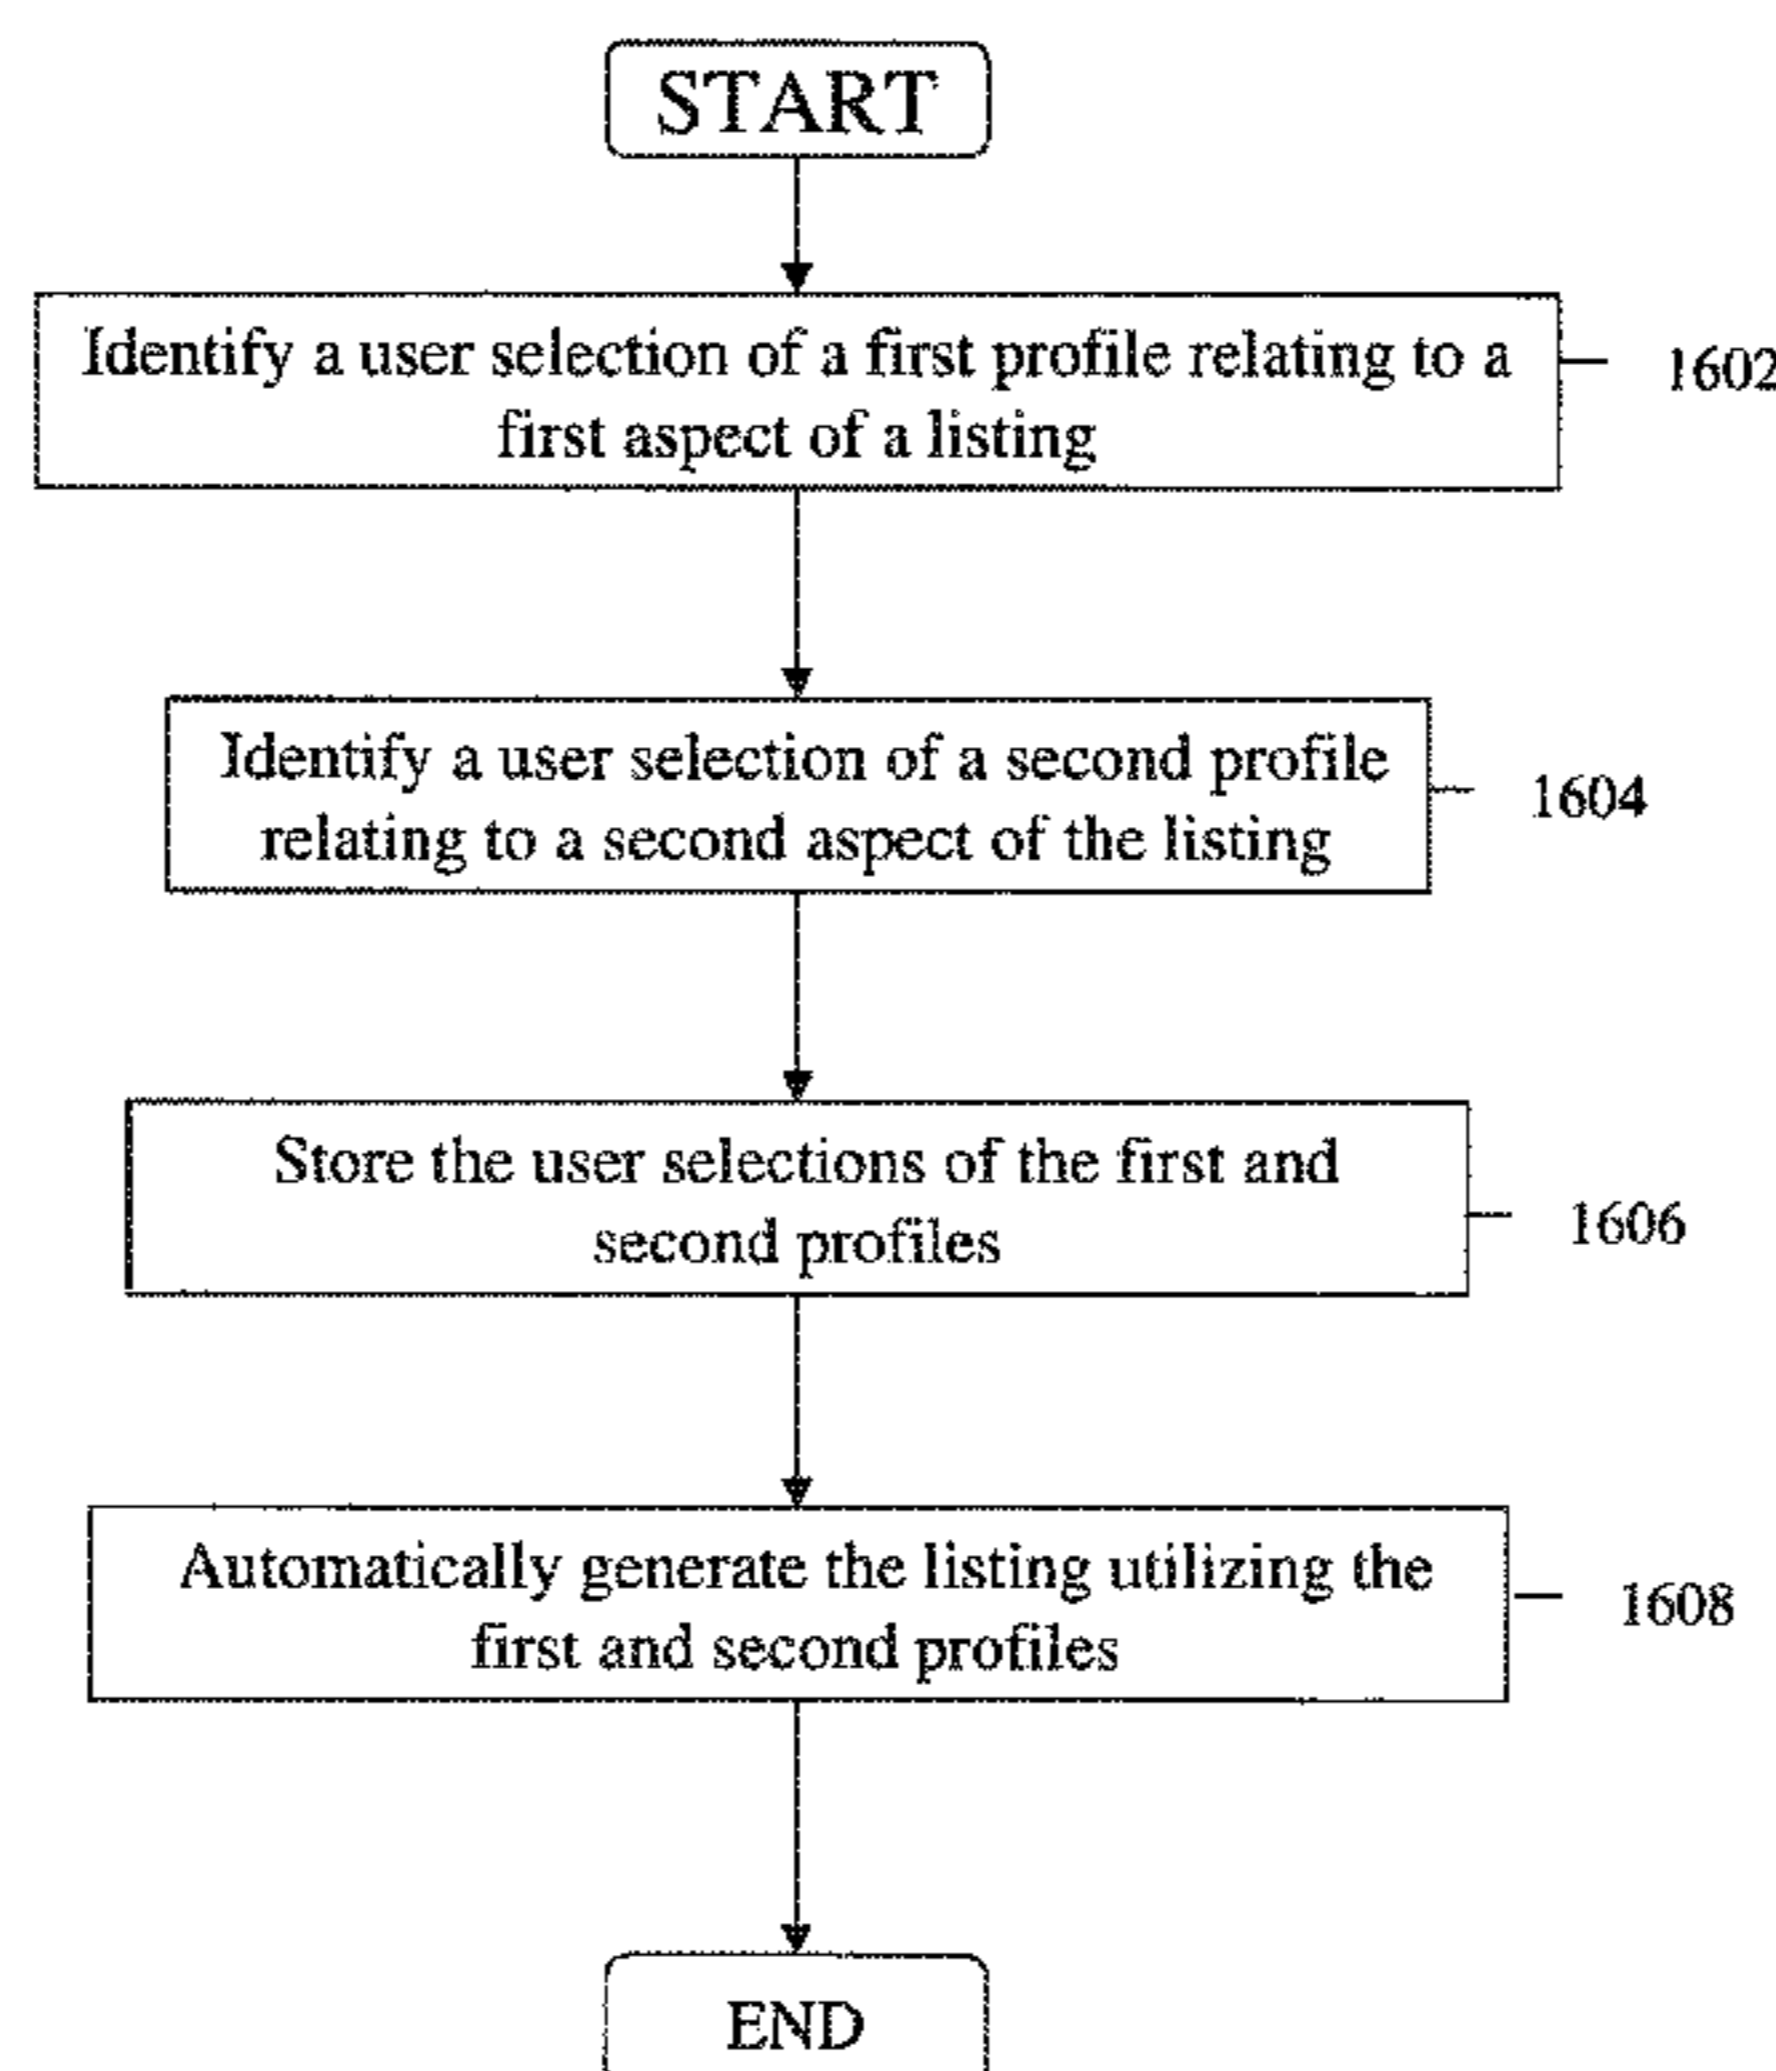 START
Identify a user selection of a first profile relating to a
first aspect of a listing
1602
Identify a user selection of a second profile
relating to a second aspect of the listing
1604
Store the user selections of the first and
second profiles
1606
Automatically generate the listing utilizing the
first and second profiles
1608
END